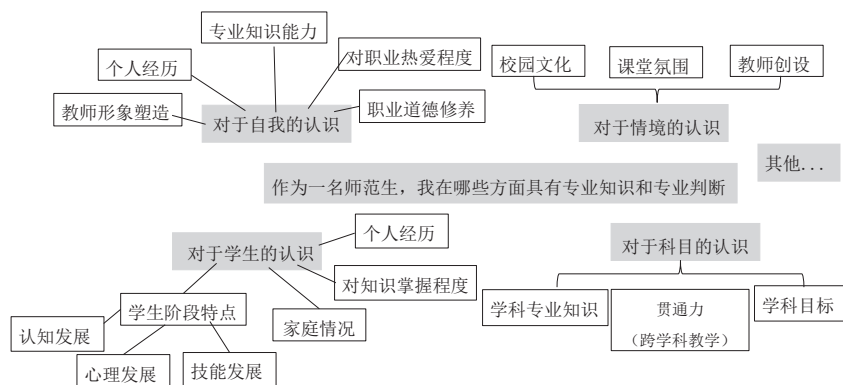 专业知识能力
个人经历
对职业热爱程度
教师形象塑造
职业道德修养
对于自我的认识
校园文化
课堂氛围
教师创设
对于情境的认识
其他...
作为一名师范生，我在哪些方面具有专业知识和专业判断
对于学生的认识
个人经历
对知识掌握程度
家庭情况
学生阶段特点
认知发展
心理发展
技能发展
对于科目的认识
学科专业知识
贯通力
（跨学科教学）
学科目标